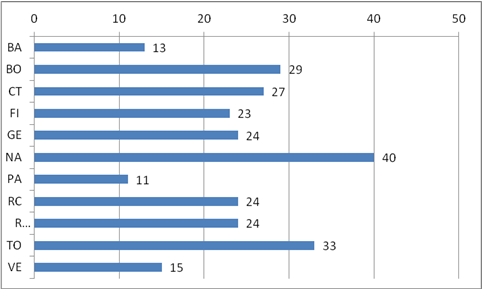 0 10 20 30 40 50
BA 13
BO 29
CT 27
FI 23
GE 24
NA 40
PA 11
RC 24
R... 24
TO 33
VE 15